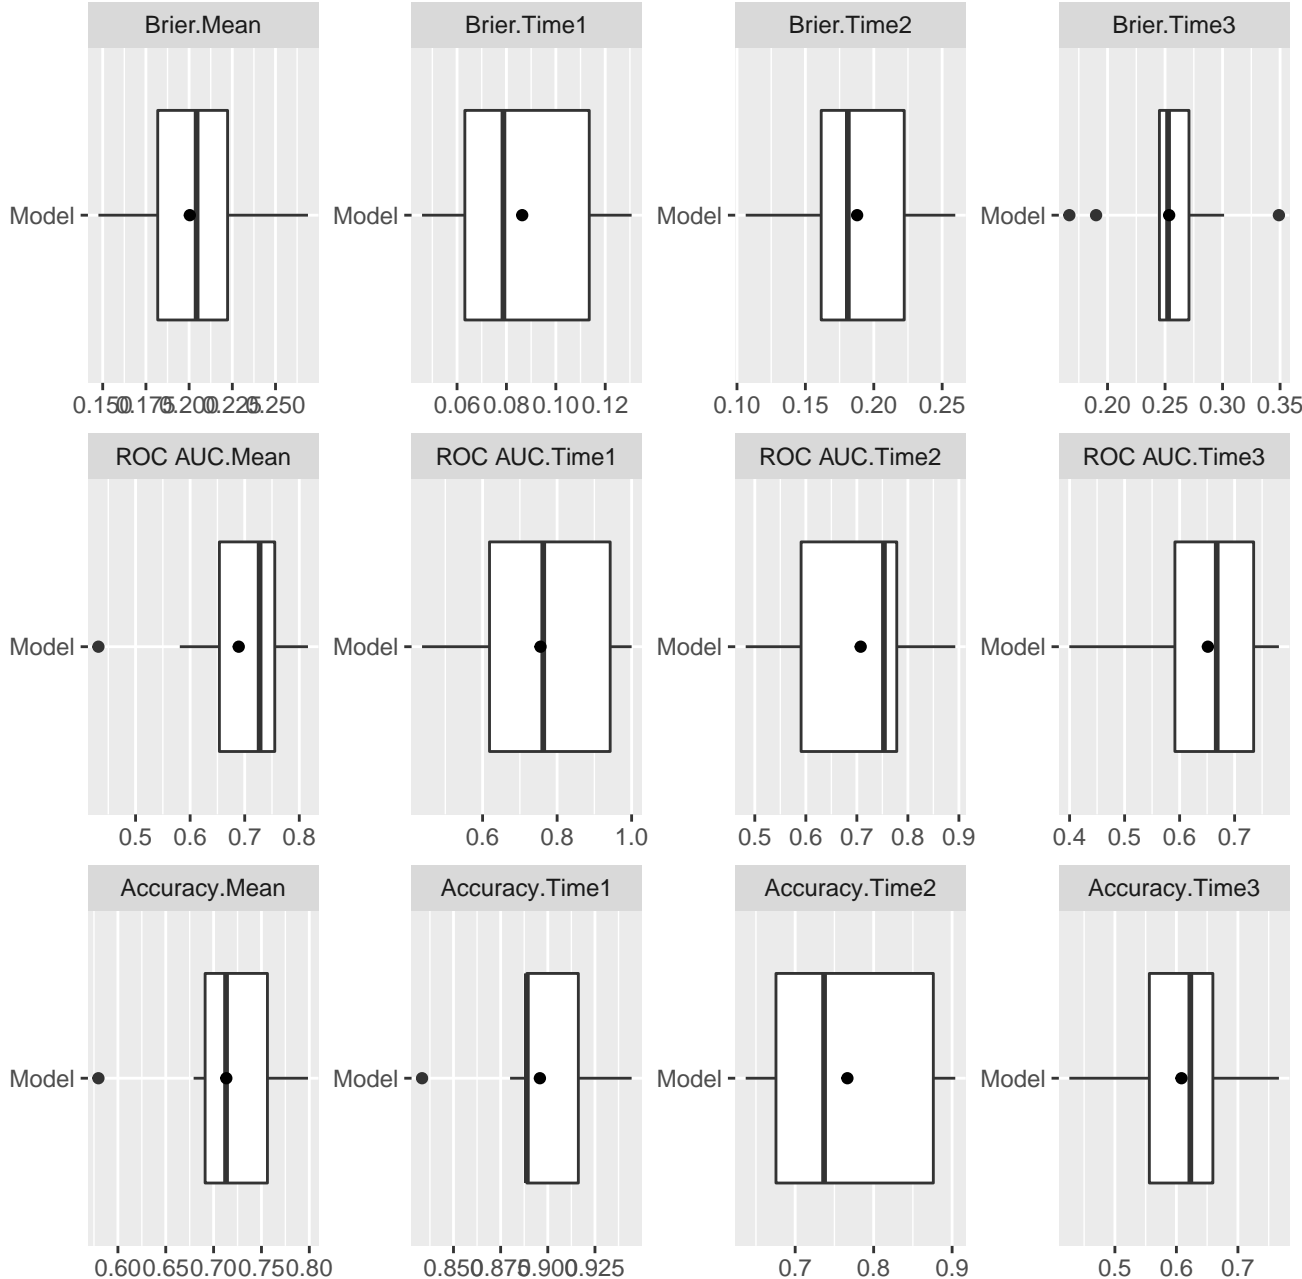 Brier.Mean Brier.Time1 Brier.Time2 Brier.Time3
Model Model Model Model
0.150 0.175 0.200 0.225 0.250 0.06 0.08 0.10 0.12 0.10 0.15 0.20 0.25 0.20 0.25 0.30 0.35
ROC AUC.Mean ROC AUC.Time1 ROC AUC.Time2 ROC AUC.Time3
Model Model Model Model
0.5 0.6 0.7 0.8 0.6 0.8 1.0 0.5 0.6 0.7 0.8 0.9 0.4 0.5 0.6 0.7
Accuracy.Mean Accuracy.Time1 Accuracy.Time2 Accuracy.Time3
Model Model Model Model
0.60 0.65 0.70 0.75 0.80 0.850 0.875 0.900 0.925 0.7 0.8 0.9 0.5 0.6 0.7